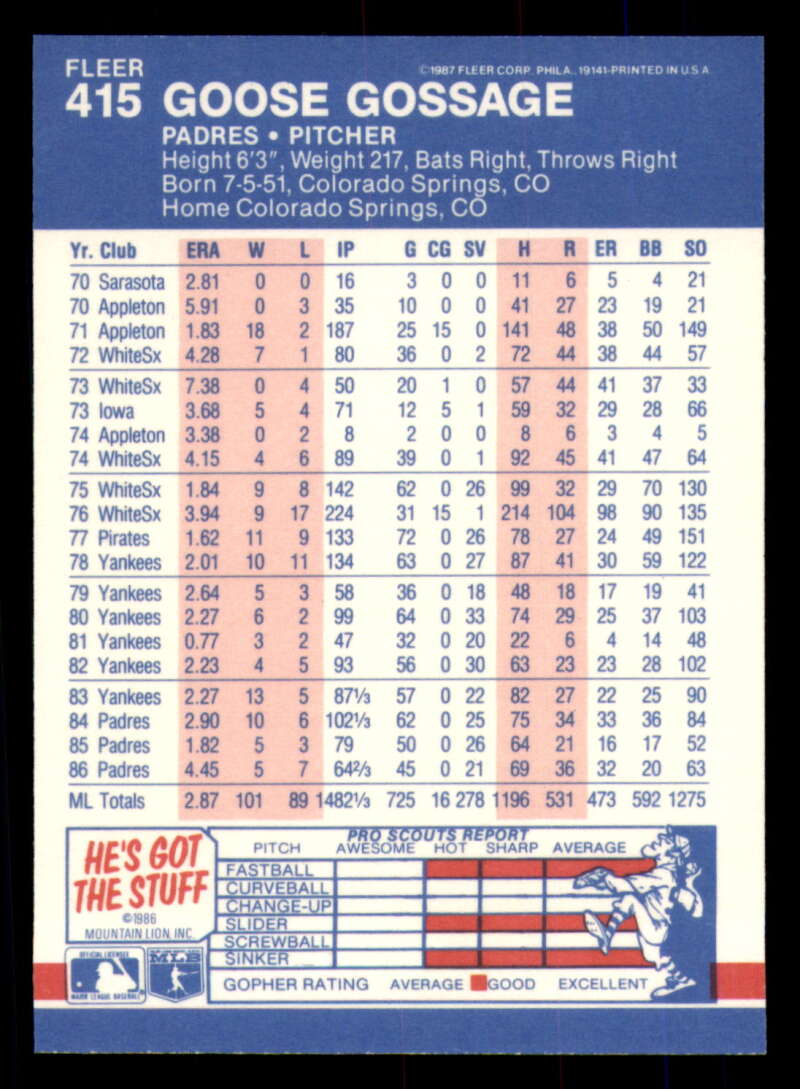 FLEER ©1987 FLEER CORP. PHILA., 19141-PRINTED IN U.S.A.
415 GOOSE GOSSAGE
PADRES • PITCHER
Height 6'3", Weight 217, Bats Right, Throws Right
Born 7-5-51, Colorado Springs, CO
Home Colorado Springs, CO
Yr. Club ERA W L IP G CG SV H R ER BB SO
70 Sarasota 2.81 0 0 16 3 0 0 11 6 5 4 21
70 Appleton 5.91 0 3 35 10 0 0 41 27 23 19 21
71 Appleton 1.83 18 2 187 25 15 0 141 48 38 50 149
72 WhiteSx 4.28 7 1 80 36 0 2 72 44 38 44 57
73 WhiteSx 7.38 0 4 50 20 1 0 57 44 41 37 33
73 Iowa 3.68 5 4 71 12 5 1 59 32 29 28 66
74 Appleton 3.38 0 2 8 2 0 0 8 6 3 4 5
74 WhiteSx 4.15 4 6 89 39 0 1 92 45 41 47 64
75 WhiteSx 1.84 9 8 142 62 0 26 99 32 29 70 130
76 WhiteSx 3.94 9 17 224 31 15 1 214 104 98 90 135
77 Pirates 1.62 11 9 133 72 0 26 78 27 24 49 151
78 Yankees 2.01 10 11 134 63 0 27 87 41 30 59 122
79 Yankees 2.64 5 3 58 36 0 18 48 18 17 19 41
80 Yankees 2.27 6 2 99 64 0 33 74 29 25 37 103
81 Yankees 0.77 3 2 47 32 0 20 22 6 4 14 48
82 Yankees 2.23 4 5 93 56 0 30 63 23 23 28 102
83 Yankees 2.27 13 5 87⅓ 57 0 22 82 27 22 25 90
84 Padres 2.90 10 6 102⅓ 62 0 25 75 34 33 36 84
85 Padres 1.82 5 3 79 50 0 26 64 21 16 17 52
86 Padres 4.45 5 7 64⅔ 45 0 21 69 36 32 20 63
ML Totals 2.87 101 89 1482⅓ 725 16 278 1196 531 473 592 1275
HE'S GOT
THE STUFF
©1986
MOUNTAIN LION, INC.
OFFICIAL LICENSEE
MAJOR LEAGUE BASEBALL
MLB
PRO SCOUTS REPORT
PITCH AWESOME HOT SHARP AVERAGE
FASTBALL
CURVEBALL
CHANGE-UP
SLIDER
SCREWBALL
SINKER
GOPHER RATING AVERAGE GOOD EXCELLENT